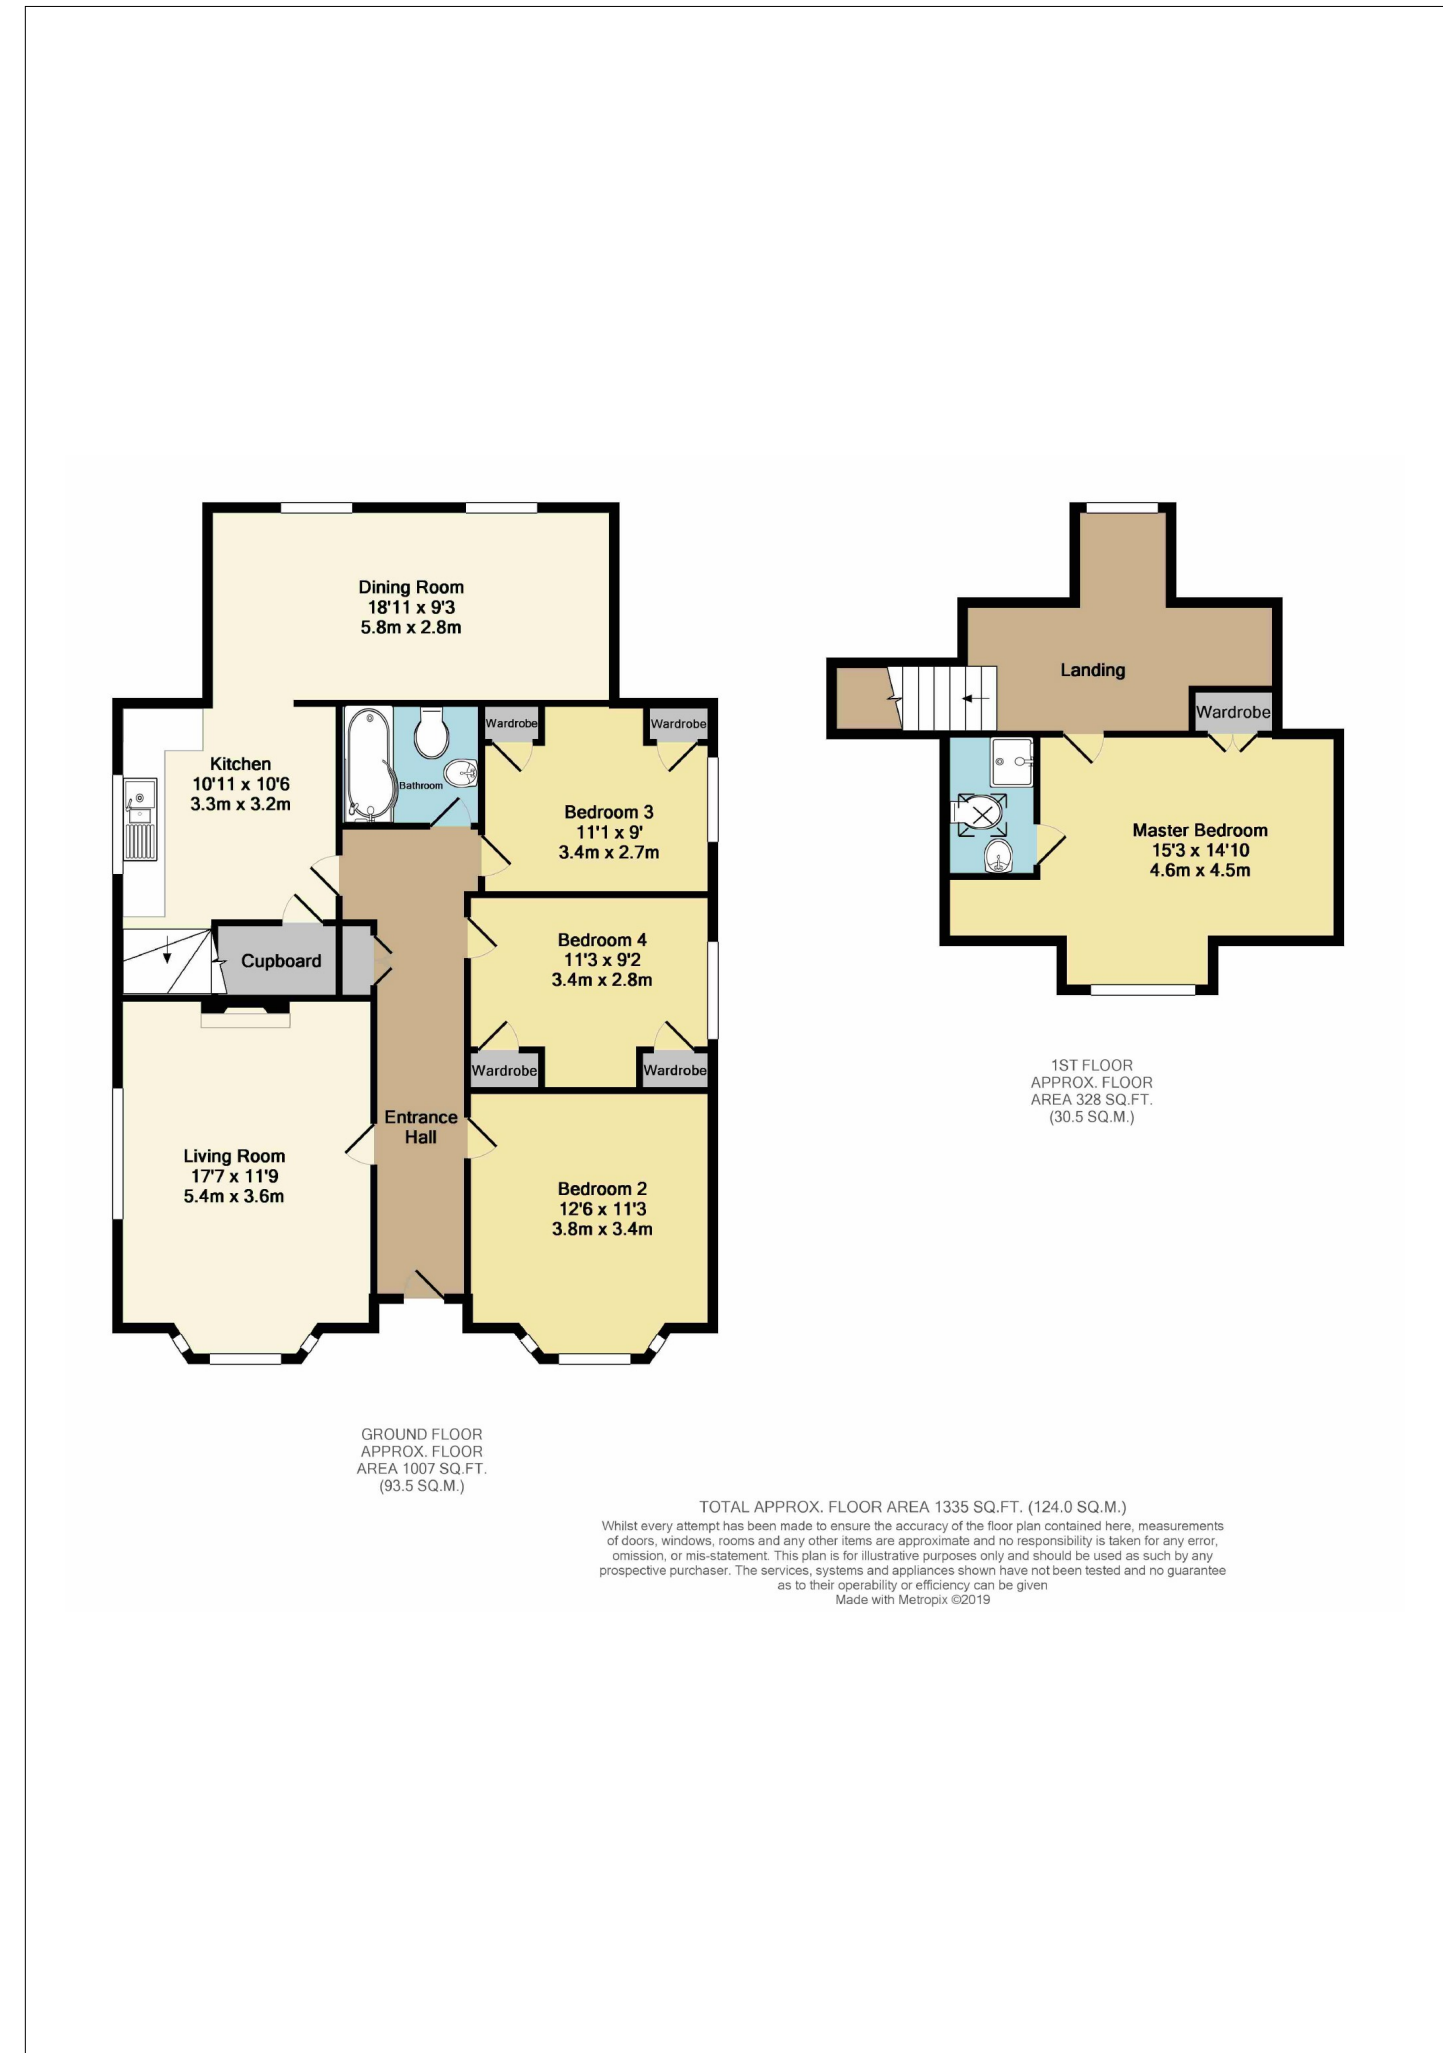 Dining Room
18'11 x 9'3
5.8m x 2.8m
Kitchen
10'11 x 10'6
3.3m x 3.2m
Bathroom
Wardrobe
Wardrobe
Bedroom 3
11'1 x 9'
3.4m x 2.7m
Cupboard
Bedroom 4
11'3 x 9'2
3.4m x 2.8m
Wardrobe
Wardrobe
Entrance
Hall
Living Room
17'7 x 11'9
5.4m x 3.6m
Bedroom 2
12'6 x 11'3
3.8m x 3.4m
GROUND FLOOR
APPROX. FLOOR
AREA 1007 SQ.FT.
(93.5 SQ.M.)
Landing
Wardrobe
Master Bedroom
15'3 x 14'10
4.6m x 4.5m
1ST FLOOR
APPROX. FLOOR
AREA 328 SQ.FT.
(30.5 SQ.M.)
TOTAL APPROX. FLOOR AREA 1335 SQ.FT. (124.0 SQ.M.)
Whilst every attempt has been made to ensure the accuracy of the floor plan contained here, measurements
of doors, windows, rooms and any other items are approximate and no responsibility is taken for any error,
omission, or mis-statement. This plan is for illustrative purposes only and should be used as such by any
prospective purchaser. The services, systems and appliances shown have not been tested and no guarantee
as to their operability or efficiency can be given
Made with Metropix ©2019